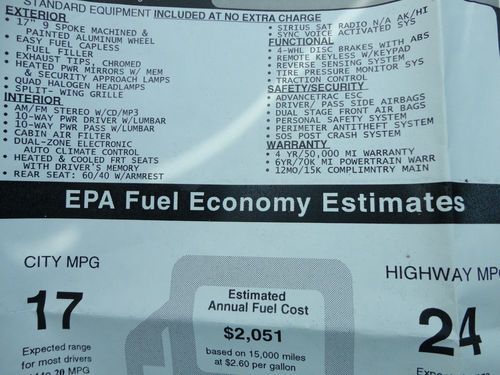 STANDARD EQUIPMENT INCLUDED AT NO EXTRA CHARGE
EXTERIOR
• 17" 9 SPOKE MACHINED &
PAINTED ALUMINUM WHEEL
• EASY FUEL CAPLESS
FUEL FILLER
• EXHAUST TIPS, CHROMED
• HEATED PWR MIRRORS W/ MEM
& SECURITY APPROACH LAMPS
• QUAD HALOGEN HEADLAMPS
• SPLIT- WING GRILLE
INTERIOR
• AM/FM STEREO W/CD/MP3
• 10-WAY PWR DRIVER W/LUMBAR
• 10-WAY PWR PASS W/LUMBAR
• CABIN AIR FILTER
• DUAL-ZONE ELECTRONIC
AUTO CLIMATE CONTROL
• HEATED & COOLED FRT SEATS
WITH DRIVER'S MEMORY
• REAR SEAT: 60/40 W/ARMREST
• SIRIUS SAT RADIO N/A AK/HI
• SYNC VOICE ACTIVATED SYS
FUNCTIONAL
• 4-WHL DISC BRAKES WITH ABS
• REMOTE KEYLESS W/KEYPAD
• REVERSE SENSING SYSTEM
• TIRE PRESSURE MONITOR SYS
• TRACTION CONTROL
SAFETY/SECURITY
• ADVANCETRAC ESC
• DRIVER/ PASS SIDE AIRBAGS
• DUAL STAGE FRONT AIR BAGS
• PERSONAL SAFETY SYSTEM
• PERIMETER ANTITHEFT SYSTEM
• SOS POST CRASH SYSTEM
WARRANTY
• 4 YR/50,000 MI WARRANTY
• 6YR/70K MI POWERTRAIN WARR
• 12MO/15K COMPLIMNTRY MAIN
EPA Fuel Economy Estimates
CITY MPG
17
Expected range
for most drivers
to 20 MPG
Estimated
Annual Fuel Cost
$2,051
based on 15,000 miles
at $2.60 per gallon
HIGHWAY MPG
24